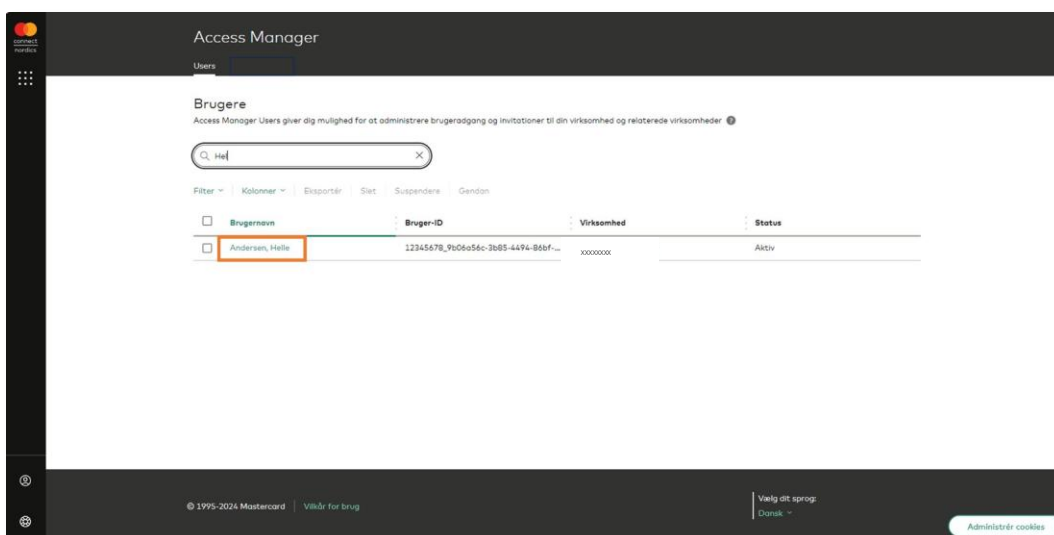 connect
nordics
Access Manager
Users
Brugere
Access Manager Users giver dig mulighed for at administrere brugeradgang og invitationer til din virksomhed og relaterede virksomheder ?
Hel
Filter Kolonner Eksportér Slet Suspendere Gendan
Brugernavn Bruger-ID Virksomhed Status
Andersen, Helle 12345678_9b06a56c-3b85-4494-86bf-... xxxxxxxx Aktiv
© 1995-2024 Mastercard Vilkår for brug
Vælg dit sprog:
Dansk
Administrér cookies